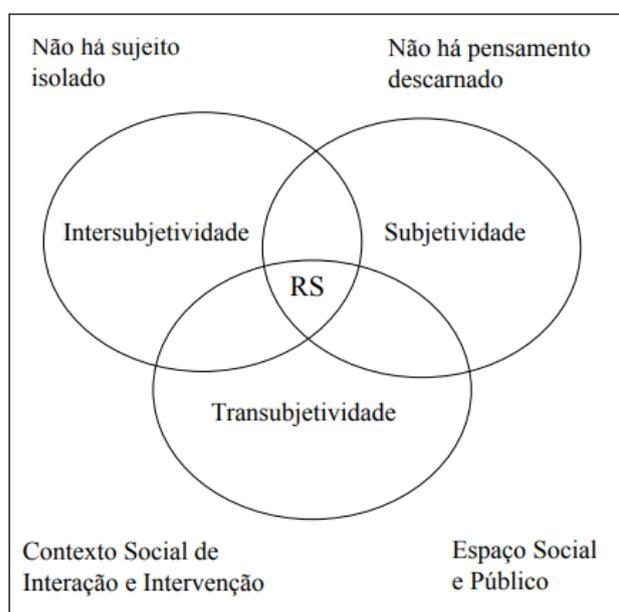 Não há sujeito
isolado
Não há pensamento
descarnado
Intersubjetividade
Subjetividade
RS
Transubjetividade
Contexto Social de
Interação e Intervenção
Espaço Social
e Público